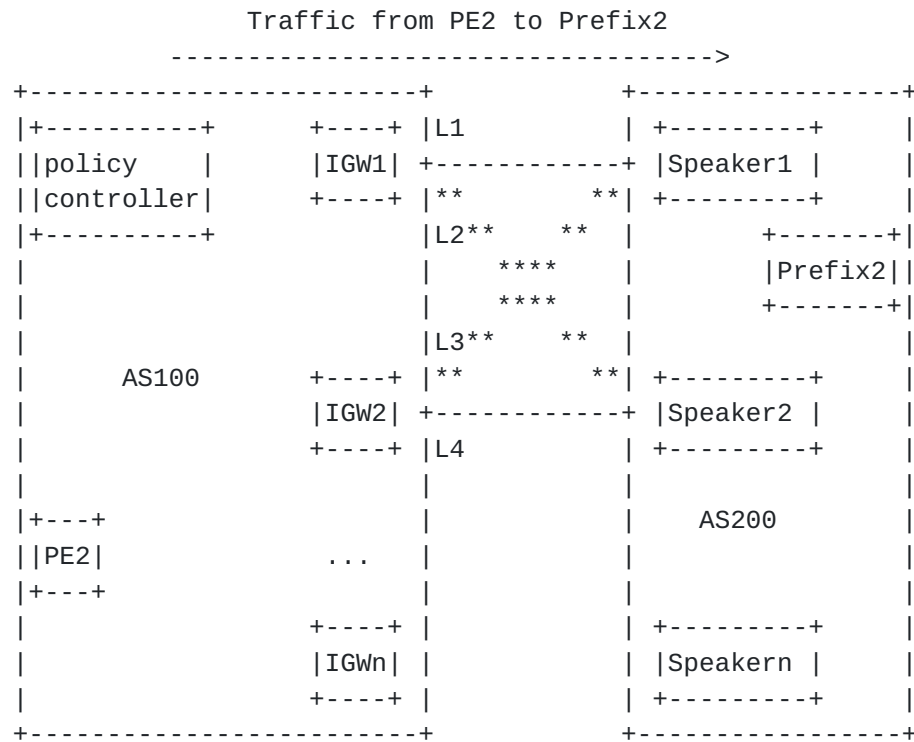 Traffic from PE2 to Prefix2
----------------------------------->
+-------------------------+            +-----------------+
|+----------+      +----+ |L1          | +---------+     |
||policy    |      |IGW1| +------------+ |Speaker1 |     |
||controller|      +----+ |**        **| +---------+     |
|+----------+             |L2**    **  |        +-------+|
|                         |    ****    |        |Prefix2||
|                         |    ****    |        +-------+|
|                         |L3**    **  |                 |
|      AS100       +----+ |**        **| +---------+     |
|                  |IGW2| +------------+ |Speaker2 |     |
|                  +----+ |L4          | +---------+     |
|                         |            |                 |
|+---+                    |            |    AS200        |
||PE2|              ...   |            |                 |
|+---+                    |            |                 |
|                  +----+ |            | +---------+     |
|                  |IGWn| |            | |Speakern |     |
|                  +----+ |            | +---------+     |
+-------------------------+            +-----------------+